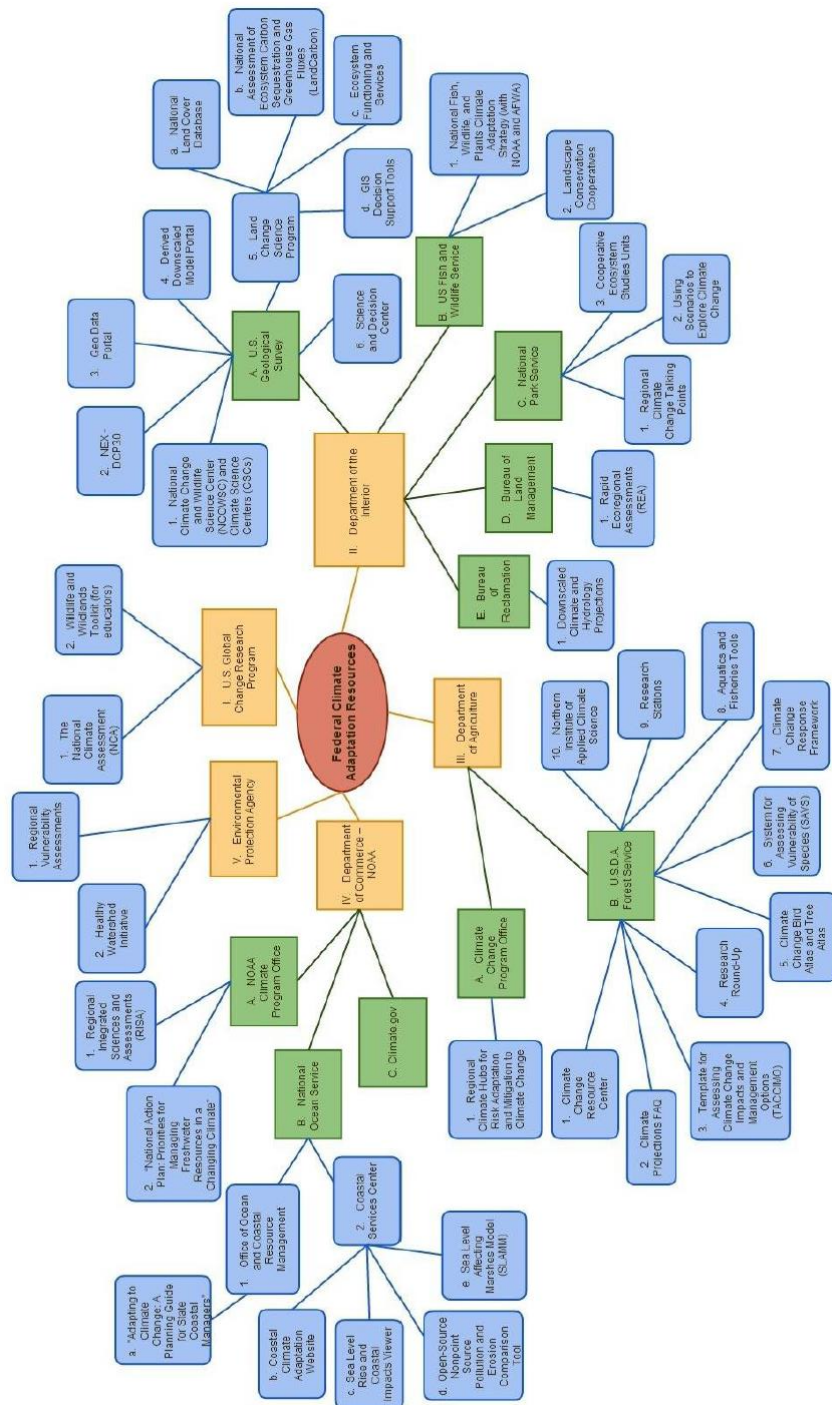 Federal Climate
Adaptation Resources
I. U.S. Global
Change Research
Program
1. The
National
Climate
Assessment
(NCA)
2. Wildlife and
Wildlands
Toolkit (for
educators)
II. Department of the
Interior
A. U.S.
Geological
Survey
1. National
Climate Change
and Wildlife
Science Center
(NCCWSC) and
Climate Science
Centers (CSCs)
2. NEX -
DCP30
3. Geo Data
Portal
4. Derived
Downscaled
Model Portal
5. Land
Change
Science
Program
a. National
Land Cover
Database
b. National
Assessment of
Ecosystem Carbon
Sequestration and
Greenhouse Gas
Fluxes
(LandCarbon)
c. Ecosystem
Functioning and
Services
d. GIS
Decision
Support Tools
6. Science
and Decision
Center
B. US Fish and
Wildlife Service
1. National Fish,
Wildlife, and
Plants Climate
Adaptation
Strategy (with
NOAA and AFWA)
2. Landscape
Conservation
Cooperatives
C. National
Park Service
1. Regional
Climate
Change Talking
Points
2. Using
Scenarios to
Explore Climate
Change
3. Cooperative
Ecosystem
Studies Units
D. Bureau of
Land
Management
1. Rapid
Ecoregional
Assessments
(REA)
E. Bureau
of
Reclamation
1. Downscaled
Climate and
Hydrology
Projections
III. Department
of Agriculture
A. Climate
Change
Program Office
1. Regional
Climate Hubs for
Risk Adaptation
and Mitigation to
Climate Change
B. U.S.D.A.
Forest Service
1. Climate
Change
Resource
Center
2. Climate
Projections FAQ
3. Template for
Assessing
Climate Change
Impacts and
Management
Options
(TACCIMO)
4. Research
Round-Up
5. Climate
Change Bird
Atlas and Tree
Atlas
6. System for
Assessing
Vulnerability of
Species (SAVS)
7. Climate
Change
Response
Framework
8. Aquatics and
Fisheries Tools
9. Research
Stations
10. Northern
Institute of
Applied Climate
Science
IV. Department
of Commerce –
NOAA
A. NOAA
Climate
Program Office
1. Regional
Integrated
Sciences and
Assessments
(RISA)
2. "National Action
Plan: Priorities for
Managing
Freshwater
Resources in a
Changing Climate"
B. National
Ocean Service
1. Office of Ocean
and Coastal
Resource
Management
a. "Adapting to
Climate
Change: A
Planning Guide
for State
Coastal
Managers"
2. Coastal
Services Center
b. Coastal
Climate
Adaptation
Website
c. Sea Level
Rise and
Coastal
Impacts Viewer
d. Open-Source
Nonpoint
Source
Pollution and
Erosion
Comparison
Tool
e. Sea Level
Affecting
Marshes Model
(SLAMM)
C. Climate.gov
V. Environmental
Protection Agency
1. Regional
Vulnerability
Assessments
2. Healthy
Watershed
Initiative